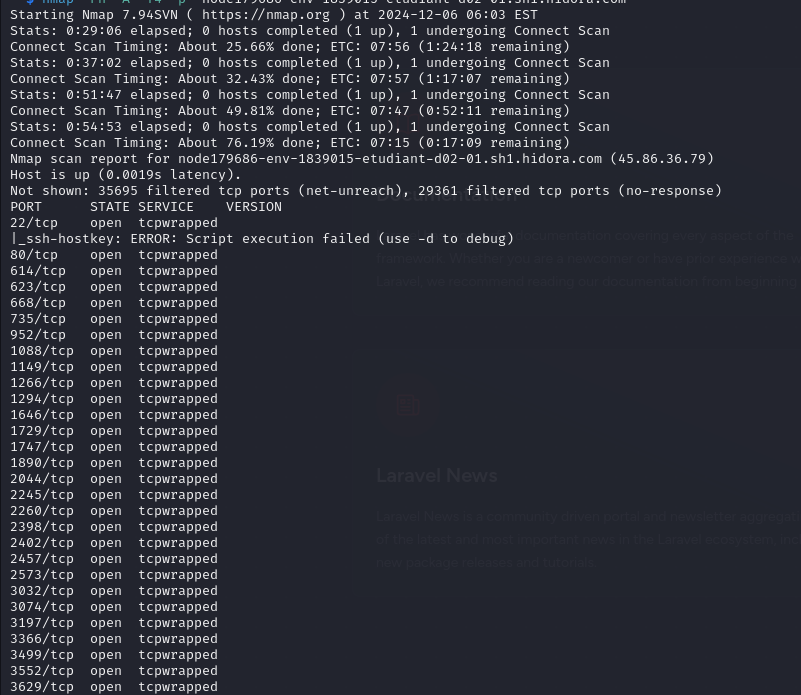 Starting Nmap 7.94SVN ( https://nmap.org ) at 2024-12-06 06:03 EST
Stats: 0:29:06 elapsed; 0 hosts completed (1 up), 1 undergoing Connect Scan
Connect Scan Timing: About 25.66% done; ETC: 07:56 (1:24:18 remaining)
Stats: 0:37:02 elapsed; 0 hosts completed (1 up), 1 undergoing Connect Scan
Connect Scan Timing: About 32.43% done; ETC: 07:57 (1:17:07 remaining)
Stats: 0:51:47 elapsed; 0 hosts completed (1 up), 1 undergoing Connect Scan
Connect Scan Timing: About 49.81% done; ETC: 07:47 (0:52:11 remaining)
Stats: 0:54:53 elapsed; 0 hosts completed (1 up), 1 undergoing Connect Scan
Connect Scan Timing: About 76.19% done; ETC: 07:15 (0:17:09 remaining)
Nmap scan report for node179686-env-1839015-etudiant-d02-01.sh1.hidora.com (45.86.36.79)
Host is up (0.0019s latency).
Not shown: 35695 filtered tcp ports (net-unreach), 29361 filtered tcp ports (no-response)
PORT STATE SERVICE VERSION
22/tcp open tcpwrapped
|_ssh-hostkey: ERROR: Script execution failed (use -d to debug)
80/tcp open tcpwrapped
614/tcp open tcpwrapped
623/tcp open tcpwrapped
668/tcp open tcpwrapped
735/tcp open tcpwrapped
952/tcp open tcpwrapped
1088/tcp open tcpwrapped
1149/tcp open tcpwrapped
1266/tcp open tcpwrapped
1294/tcp open tcpwrapped
1646/tcp open tcpwrapped
1729/tcp open tcpwrapped
1747/tcp open tcpwrapped
1890/tcp open tcpwrapped
2044/tcp open tcpwrapped
2245/tcp open tcpwrapped
2260/tcp open tcpwrapped
2398/tcp open tcpwrapped
2402/tcp open tcpwrapped
2457/tcp open tcpwrapped
2573/tcp open tcpwrapped
3032/tcp open tcpwrapped
3074/tcp open tcpwrapped
3197/tcp open tcpwrapped
3366/tcp open tcpwrapped
3499/tcp open tcpwrapped
3552/tcp open tcpwrapped
3629/tcp open tcpwrapped
Documentation
documentation covering every aspect of the
framework. Whether you are a newcomer or have prior experience
Laravel, we recommend reading our documentation from beginning
Laravel News
Laravel News is a community driven portal and newsletter
of the latest and most important news in the Laravel ecosystem,
new package releases and tutorials.